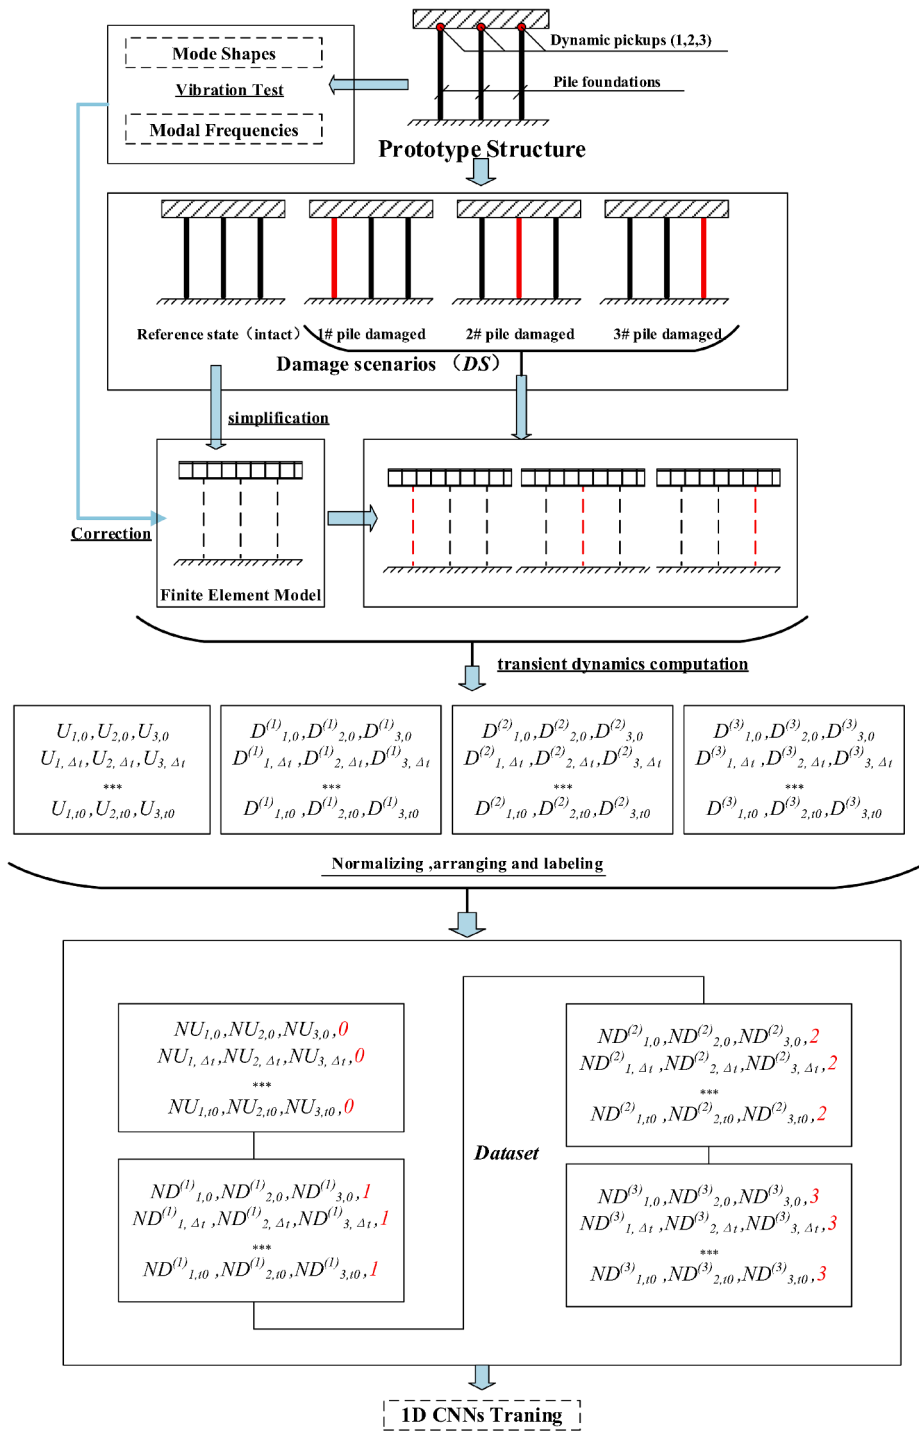 Mode Shapes
Vibration Test
Modal Frequencies
Dynamic pickups (1,2,3)
Pile foundations
Prototype Structure
Reference state（intact）
1# pile damaged
2# pile damaged
3# pile damaged
Damage scenarios （DS）
simplification
Correction
Finite Element Model
transient dynamics computation
U1,0,U2,0,U3,0
U1, Δt,U2, Δt,U3, Δt
***
U1,t0,U2,t0,U3,t0
D(1)1,0,D(1)2,0,D(1)3,0
D(1)1, Δt,D(1)2, Δt,D(1)3, Δt
***
D(1)1,t0,D(1)2,t0,D(1)3,t0
D(2)1,0,D(2)2,0,D(2)3,0
D(2)1, Δt,D(2)2, Δt,D(2)3, Δt
***
D(2)1,t0,D(2)2,t0,D(2)3,t0
D(3)1,0,D(3)2,0,D(3)3,0
D(3)1, Δt,D(3)2, Δt,D(3)3, Δt
***
D(3)1,t0,D(3)2,t0,D(3)3,t0
Normalizing ,arranging and labeling
NU1,0,NU2,0,NU3,0,0
NU1, Δt,NU2, Δt,NU3, Δt,0
***
NU1,t0,NU2,t0,NU3,t0,0
ND(1)1,0,ND(1)2,0,ND(1)3,0,1
ND(1)1, Δt,ND(1)2, Δt,ND(1)3, Δt,1
***
ND(1)1,t0,ND(1)2,t0,ND(1)3,t0,1
Dataset
ND(2)1,0,ND(2)2,0,ND(2)3,0,2
ND(2)1, Δt,ND(2)2, Δt,ND(2)3, Δt,2
***
ND(2)1,t0,ND(2)2,t0,ND(2)3,t0,2
ND(3)1,0,ND(3)2,0,ND(3)3,0,3
ND(3)1, Δt,ND(3)2, Δt,ND(3)3, Δt,3
***
ND(3)1,t0,ND(3)2,t0,ND(3)3,t0,3
1D CNNs Traning